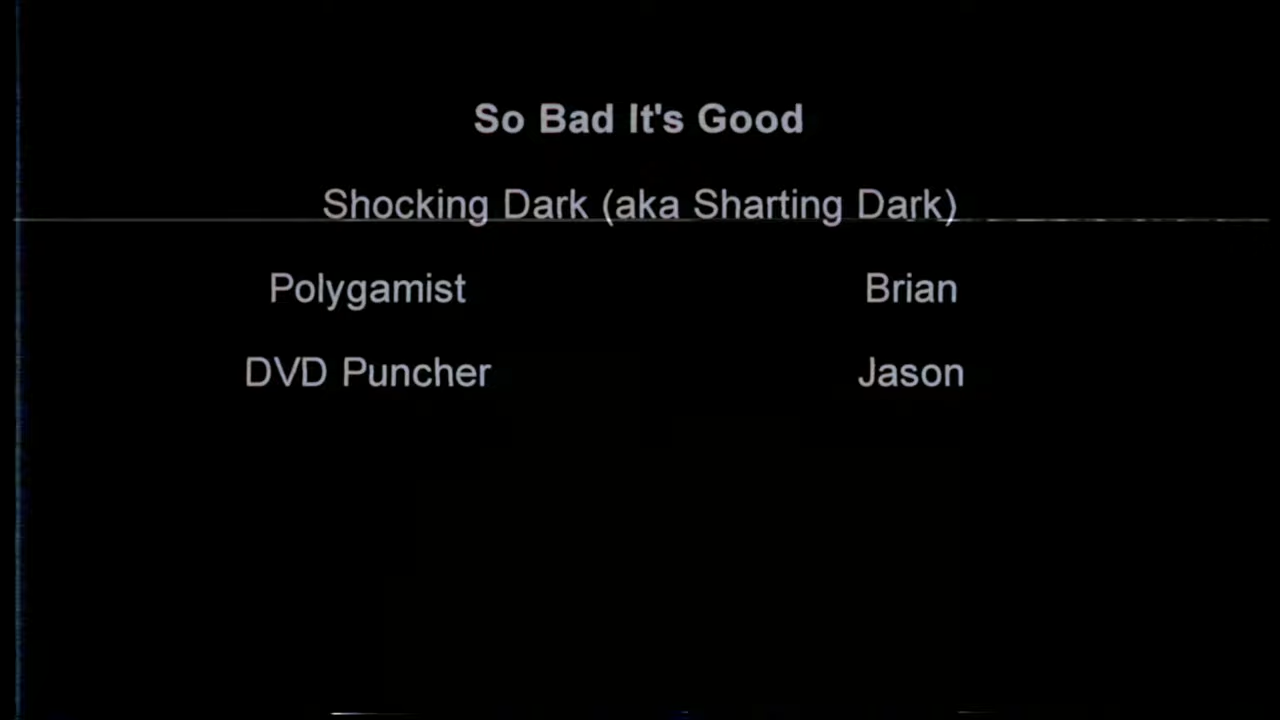 So Bad It's Good
Shocking Dark (aka Sharting Dark)
Polygamist Brian
DVD Puncher Jason